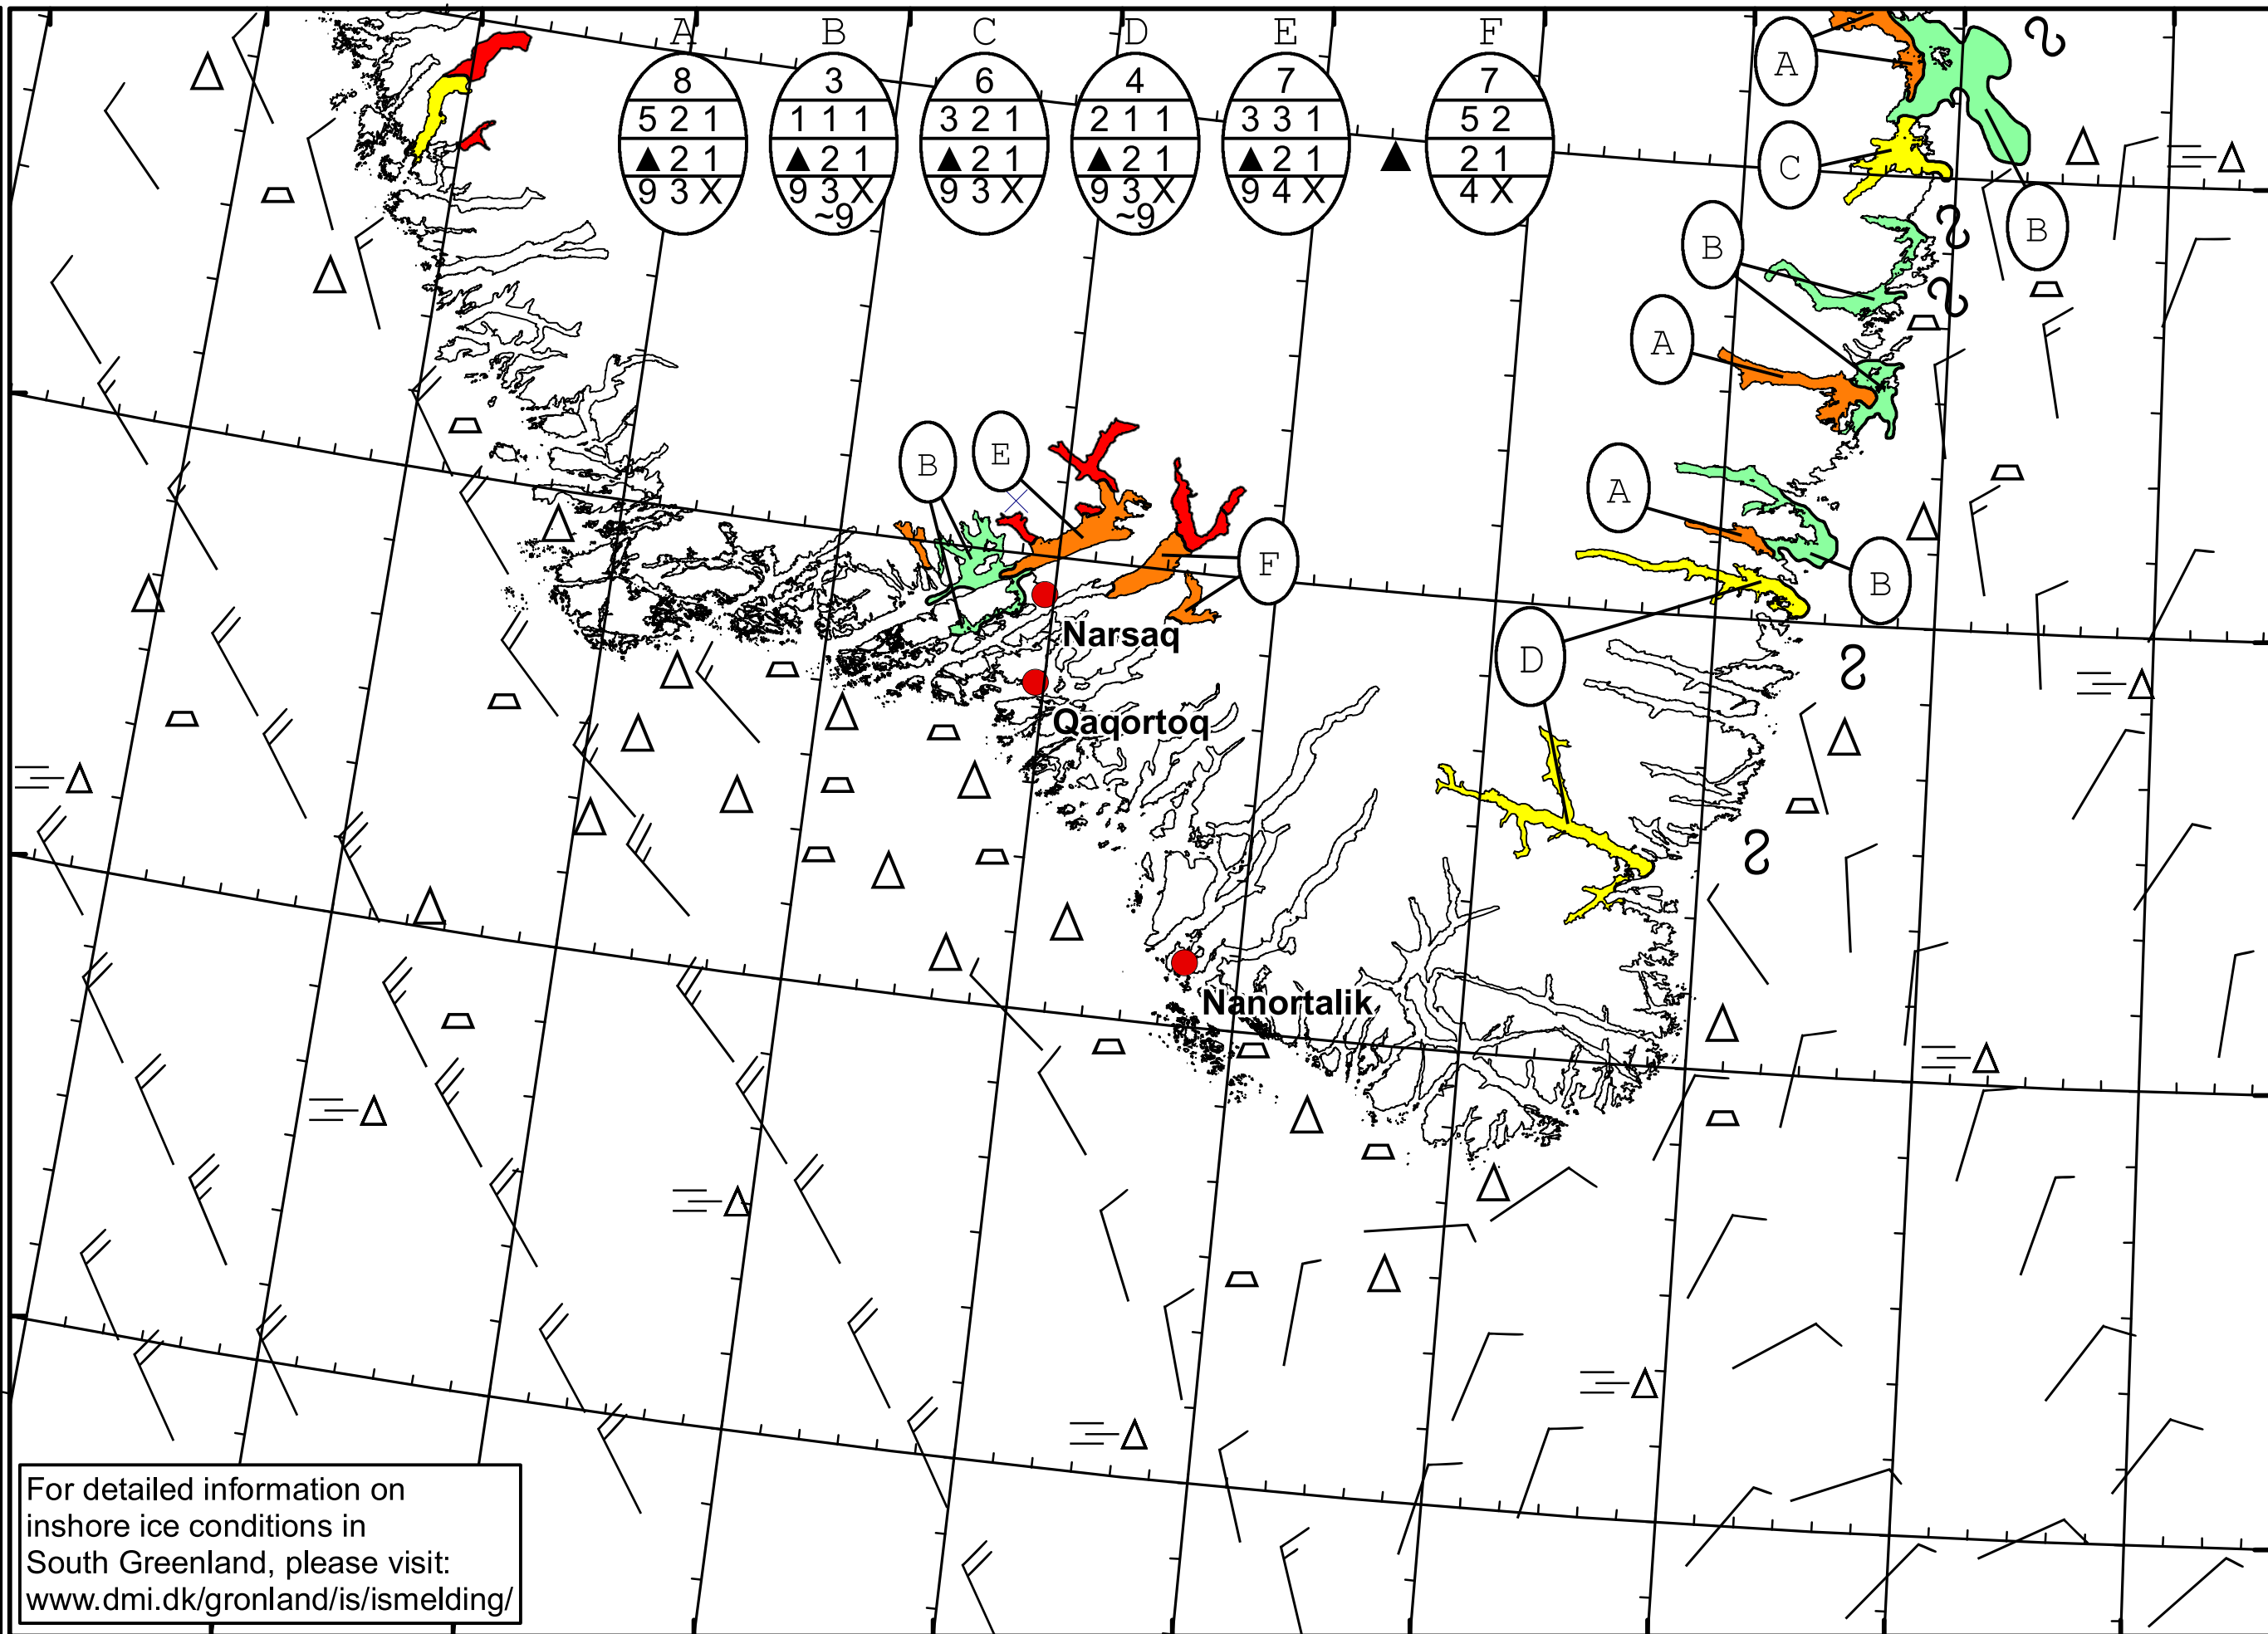 A B C D E F
8 3 6 4 7 7
5 2 1 1 1 1 3 2 1 2 1 1 3 3 1 5 2
▲ 2 1 ▲ 2 1 ▲ 2 1 ▲ 2 1 ▲ 2 1 ▲ 2 1
9 3 X 9 3 X 9 3 X 9 3 X 9 4 X 4 X
~9 ~9
A
C
B
B
A
B E
A
F
B
Narsaq
D
Qaqortoq
Nanortalik
For detailed information on
inshore ice conditions in
South Greenland, please visit:
www.dmi.dk/gronland/is/ismelding/